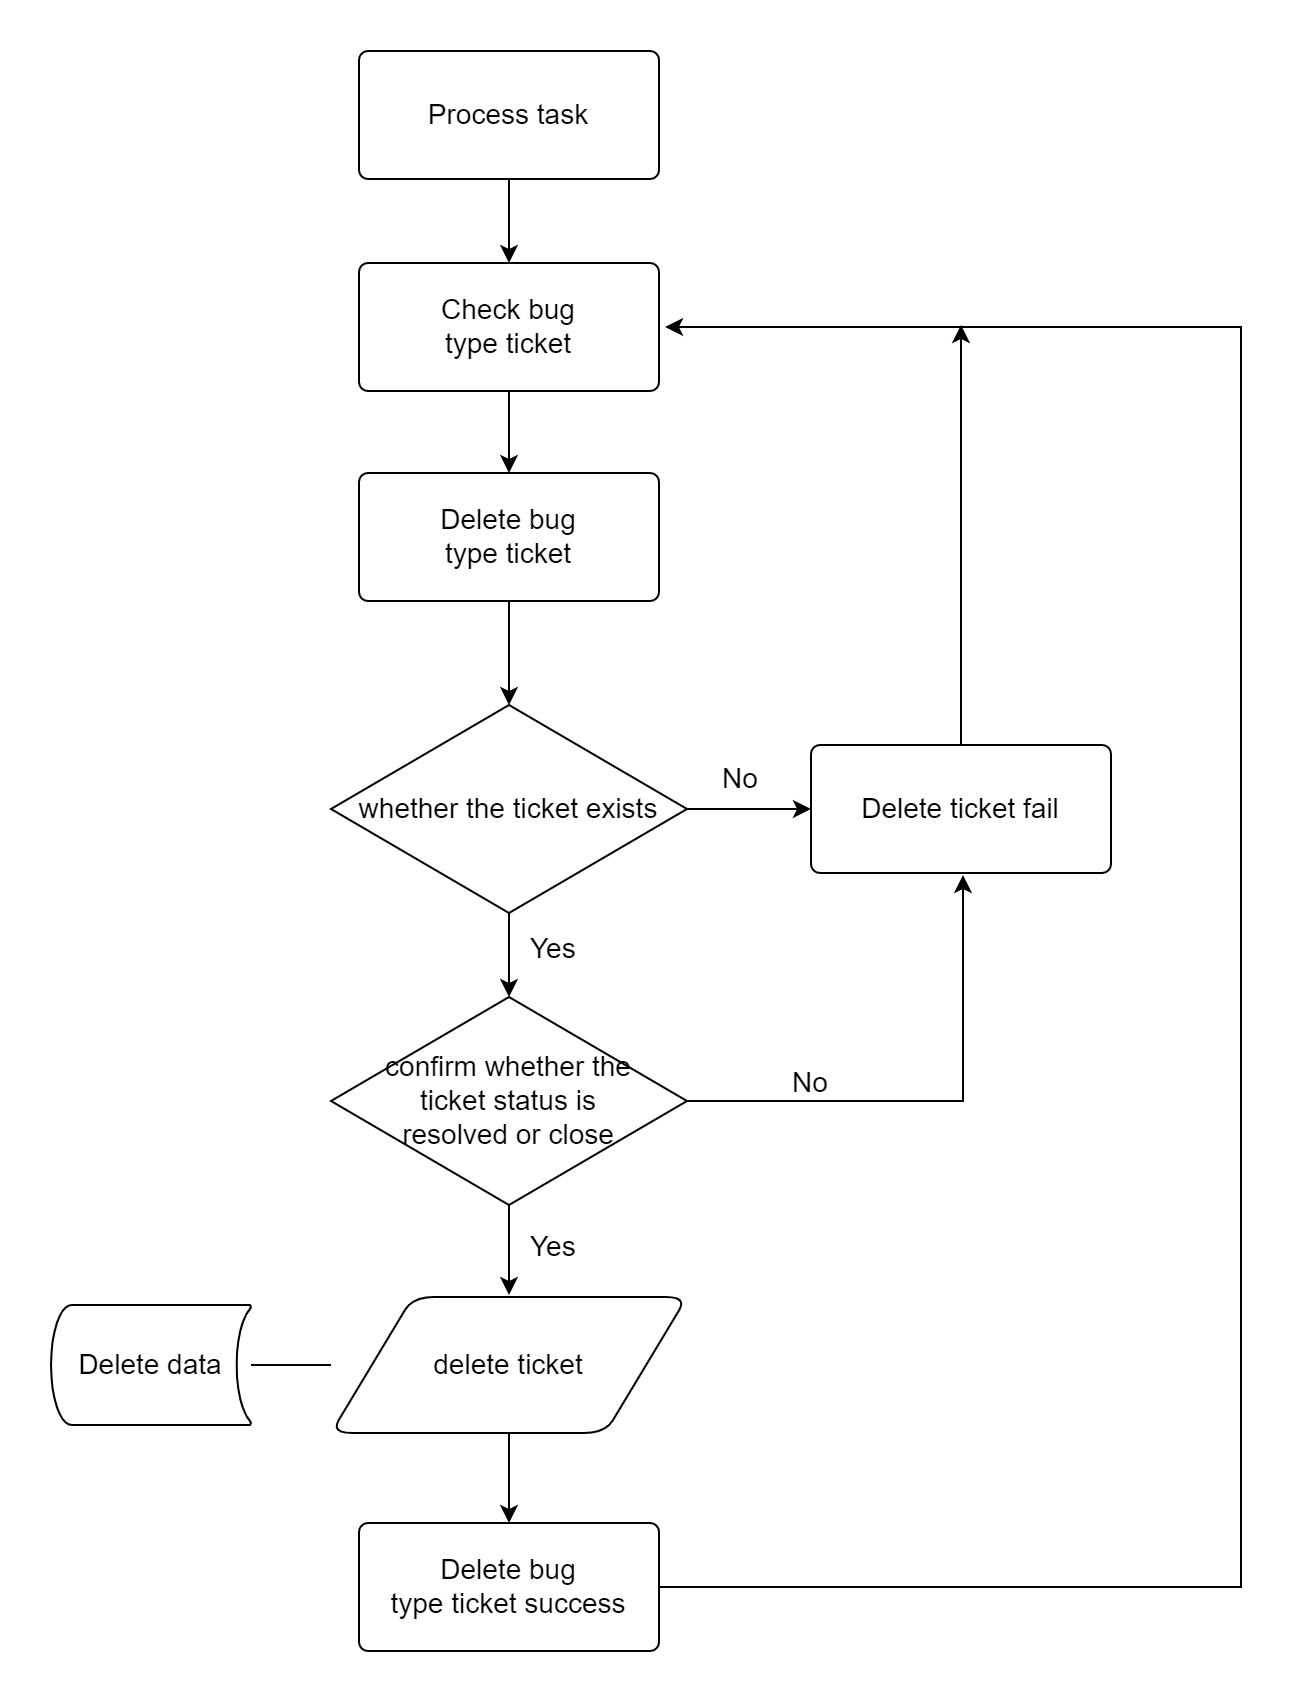 Process task
Check bug
type ticket
Delete bug
type ticket
whether the ticket exists
No
Delete ticket fail
Yes
confirm whether the
ticket status is
resolved or close
No
Yes
Delete data
delete ticket
Delete bug
type ticket success